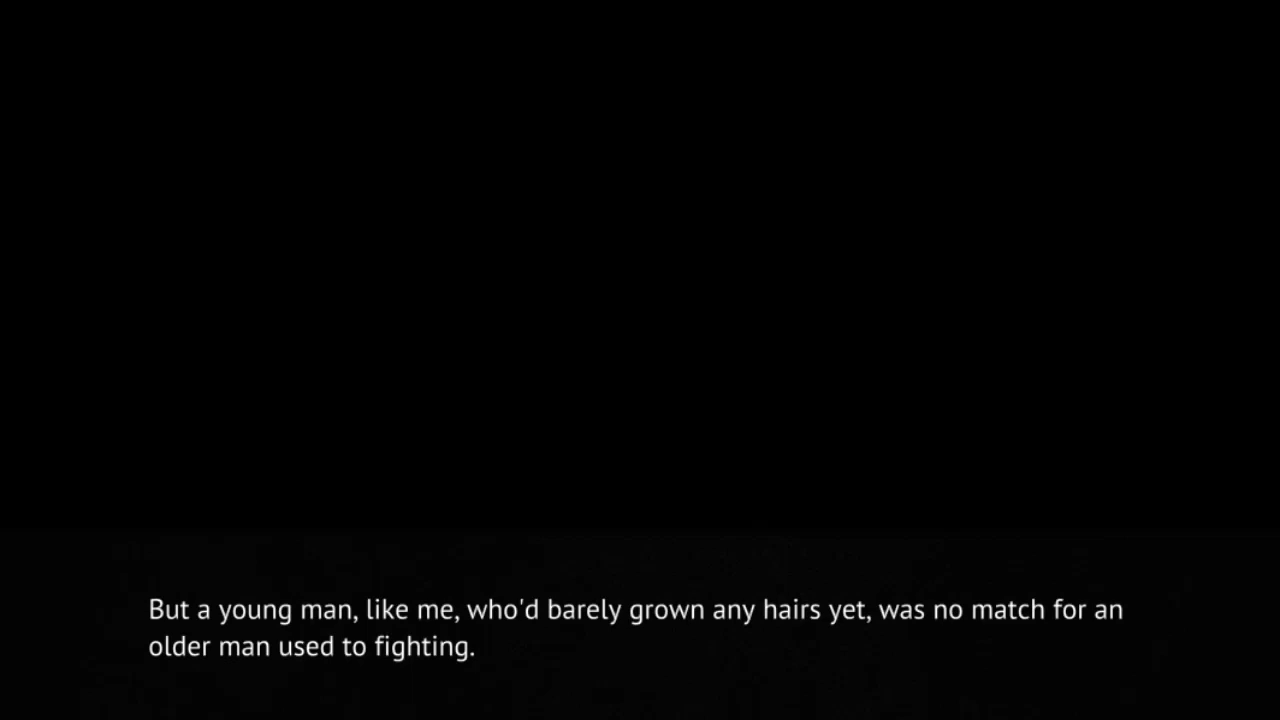 But a young man, like me, who'd barely grown any hairs yet, was no match for an
older man used to fighting.